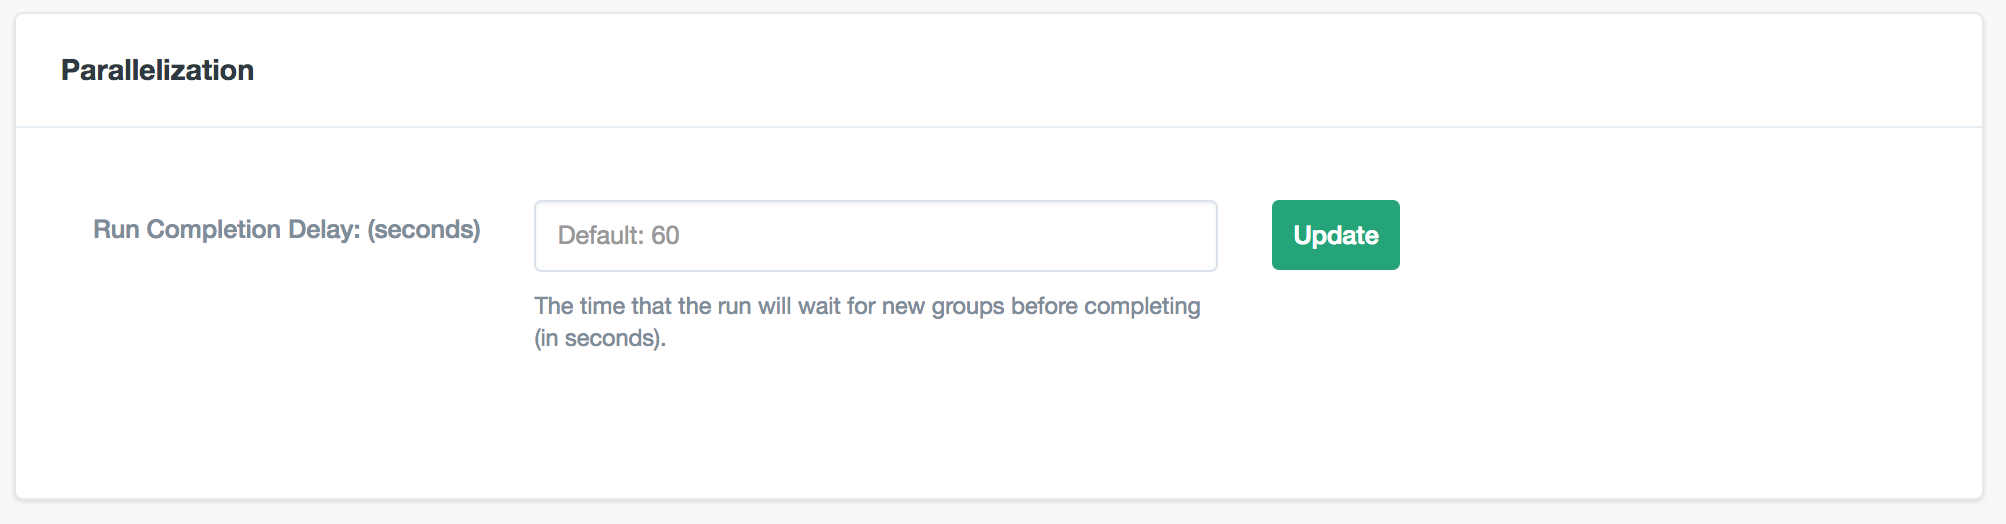 Parallelization
Run Completion Delay: (seconds)
Default: 60
Update
The time that the run will wait for new groups before completing
(in seconds).